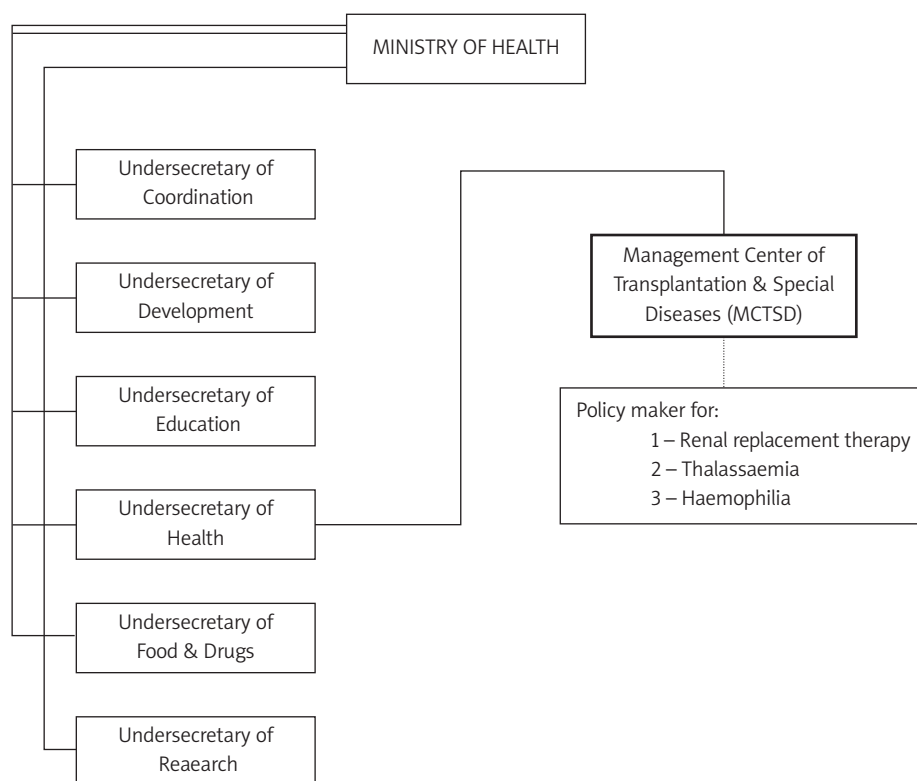 MINISTRY OF HEALTH
Undersecretary of
Coordination
Undersecretary of
Development
Undersecretary of
Education
Undersecretary of
Health
Undersecretary of
Food & Drugs
Undersecretary of
Reaearch
Management Center of
Transplantation & Special
Diseases (MCTSD)
Policy maker for:
1 – Renal replacement therapy
2 – Thalassaemia
3 – Haemophilia